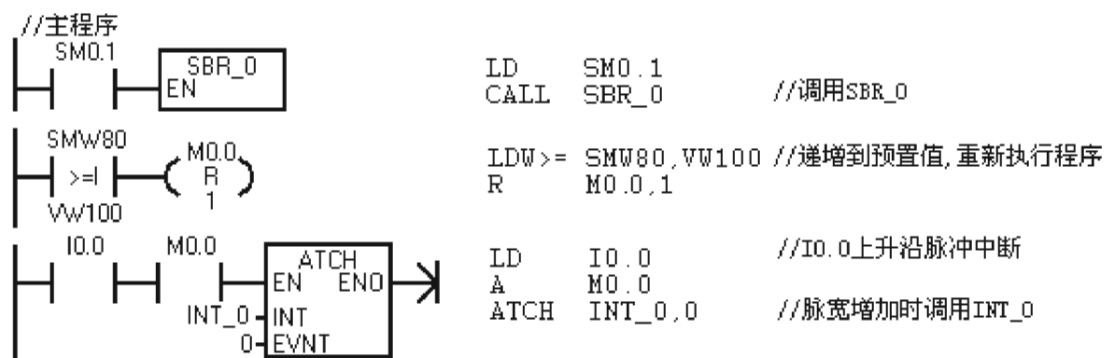 //主程序
SM0.1
SBR_0
EN
LD SM0.1
CALL SBR_0 //调用SBR_0
SMW80
>=I
VW100
M0.0
R
1
LDW>= SMW80,VW100 //递增到预置值,重新执行程序
R M0.0,1
I0.0
M0.0
ATCH
EN ENO
INT_0 INT
0 EVNT
//I0.0上升沿脉冲中断
LD I0.0
A M0.0
ATCH INT_0,0 //脉宽增加时调用INT_0